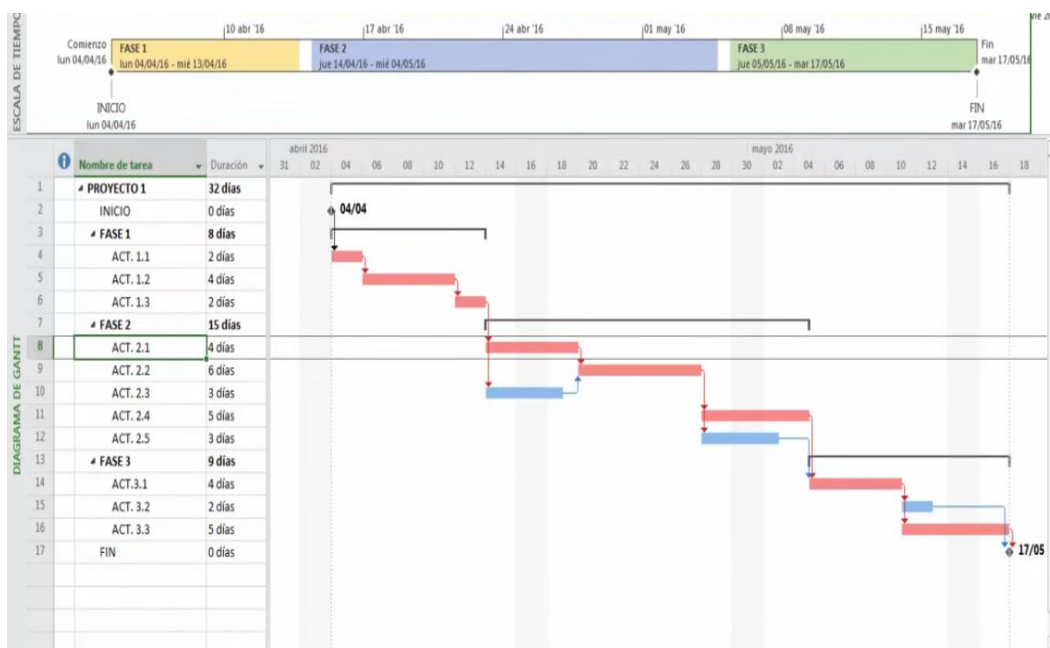 ESCALA DE TIEMPO
10 abr '16 17 abr '16 24 abr '16 01 may '16 08 may '16 15 may '16
Comienzo
lun 04/04/16
FASE 1
lun 04/04/16 - mié 13/04/16
FASE 2
jue 14/04/16 - mié 04/05/16
FASE 3
jue 05/05/16 - mar 17/05/16
Fin
mar 17/05/16
INICIO
lun 04/04/16
FIN
mar 17/05/16
DIAGRAMA DE GANTT
Nombre de tarea Duración
abril 2016 mayo 2016
31 02 04 06 08 10 12 14 16 18 20 22 24 26 28 30 02 04 06 08 10 12 14 16 18
1 PROYECTO 1 32 días
2 INICIO 0 días 04/04
3 FASE 1 8 días
4 ACT. 1.1 2 días
5 ACT. 1.2 4 días
6 ACT. 1.3 2 días
7 FASE 2 15 días
8 ACT. 2.1 4 días
9 ACT. 2.2 6 días
10 ACT. 2.3 3 días
11 ACT. 2.4 5 días
12 ACT. 2.5 3 días
13 FASE 3 9 días
14 ACT.3.1 4 días
15 ACT. 3.2 2 días
16 ACT. 3.3 5 días
17 FIN 0 días 17/05